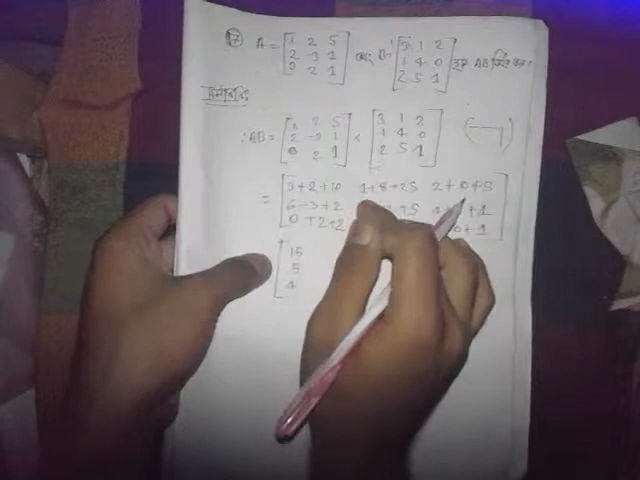 17 A = [1 2 5 এবং B = [3 1 2 হলে AB নির্ণয় কর।
2 -3 1 1 4 0
0 2 1] 2 5 1]
∴ AB = [1 2 5 × [3 1 2
2 -3 1 1 4 0
0 2 1] 2 5 1]
= [3+2+10 1+8+25 2+0+5
6-3+2 +5 +1
0+2+2 0+1]
[15
5
4